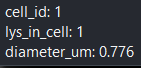 cell_id: 1
lys_in_cell: 1
diameter_um: 0.776